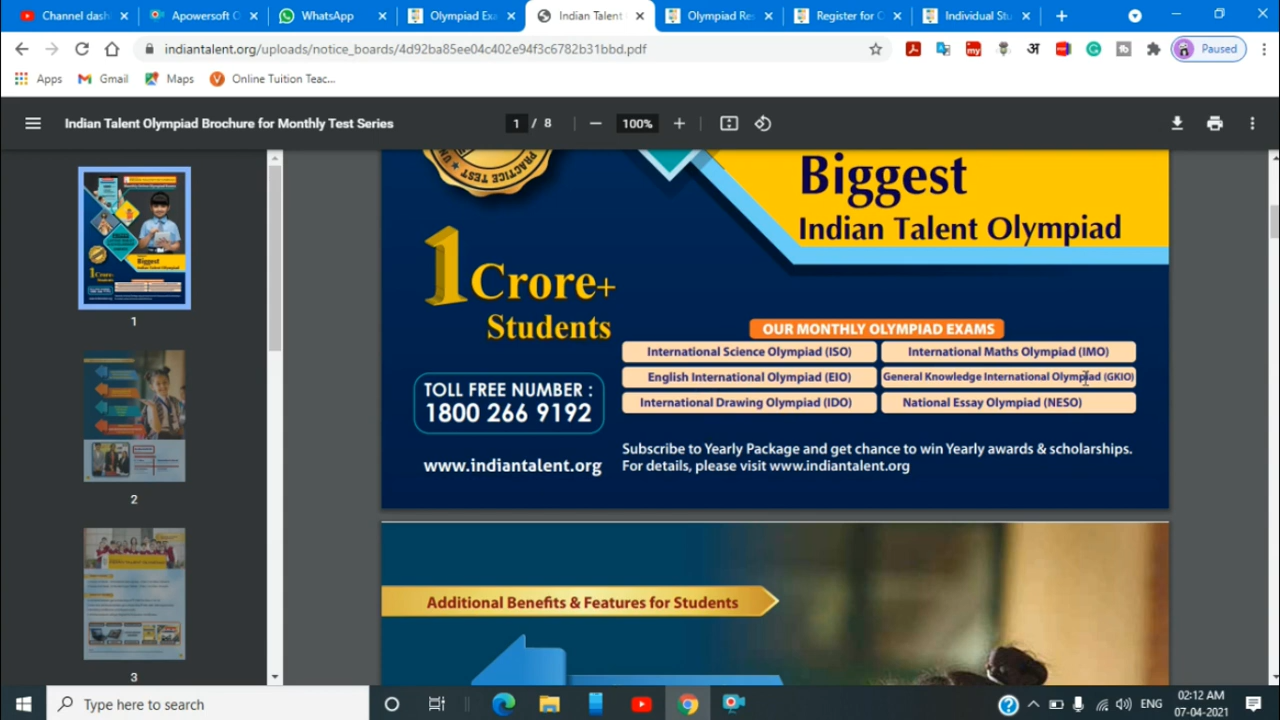 Channel dash
Apowersoft O
WhatsApp
Olympiad Exa
Indian Talent
Olympiad Re
Register for C
Individual Stu
indiantalent.org/uploads/notice_boards/4d92ba85ee04c402e94f3c6782b31bbd.pdf
Paused
Apps
Gmail
Maps
Online Tuition Teac...
Indian Talent Olympiad Brochure for Monthly Test Series
1 / 8
100%
1
2
3
PRACTICE TEST
Biggest
Indian Talent Olympiad
1 Crore+
Students
OUR MONTHLY OLYMPIAD EXAMS
International Science Olympiad (ISO)
International Maths Olympiad (IMO)
English International Olympiad (EIO)
General Knowledge International Olympiad (GKIO)
International Drawing Olympiad (IDO)
National Essay Olympiad (NESO)
TOLL FREE NUMBER :
1800 266 9192
www.indiantalent.org
Subscribe to Yearly Package and get chance to win Yearly awards & scholarships.
For details, please visit www.indiantalent.org
Additional Benefits & Features for Students
Type here to search
ENG
02:12 AM
07-04-2021